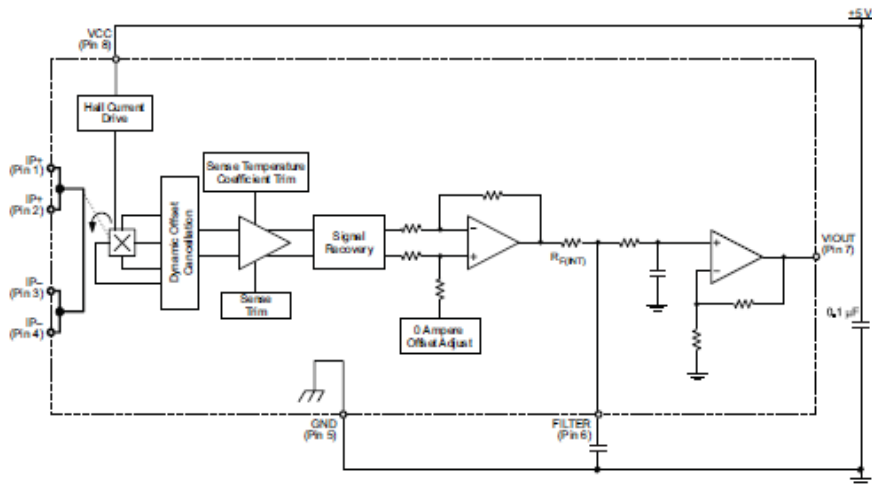 +5 V
VCC
(Pin 8)
Hall Current
Drive
IP+
(Pin 1)
IP+
(Pin 2)
IP−
(Pin 3)
IP−
(Pin 4)
Dynamic Offset
Cancellation
Sense Temperature
Coefficient Trim
Sense
Trim
Signal
Recovery
0 Ampere
Offset Adjust
−
+
RF(INT)
+
−
VIOUT
(Pin 7)
0.1 µF
GND
(Pin 5)
FILTER
(Pin 6)